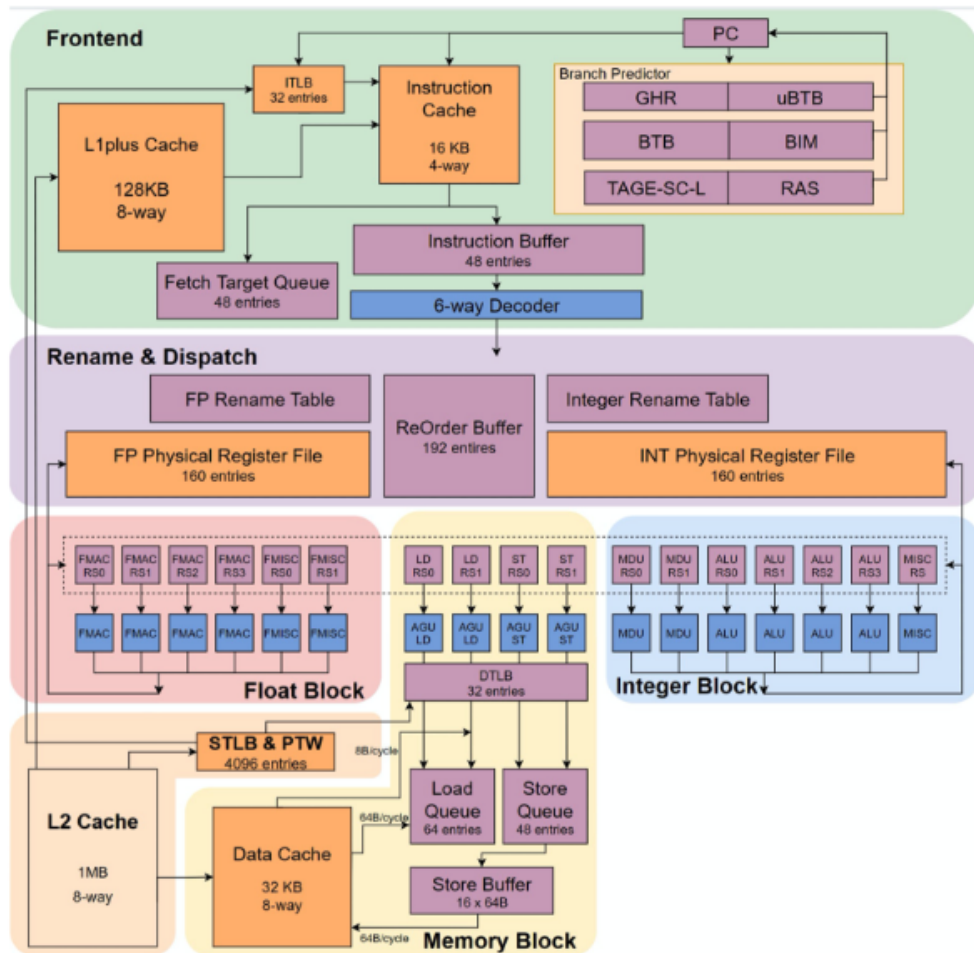 Frontend
PC
Branch Predictor
GHR
uBTB
BTB
BIM
TAGE-SC-L
RAS
ITLB
32 entries
Instruction
Cache
16 KB
4-way
L1plus Cache
128KB
8-way
Instruction Buffer
48 entries
Fetch Target Queue
48 entries
6-way Decoder
Rename & Dispatch
FP Rename Table
ReOrder Buffer
192 entires
Integer Rename Table
FP Physical Register File
160 entries
INT Physical Register File
160 entries
FMAC
RS0
FMAC
RS1
FMAC
RS2
FMAC
RS3
FMISC
RS0
FMISC
RS1
LD
RS0
LD
RS1
ST
RS0
ST
RS1
MDU
RS0
MDU
RS1
ALU
RS0
ALU
RS1
ALU
RS2
ALU
RS3
MISC
RS
FMAC
FMAC
FMAC
FMAC
FMISC
FMISC
AGU
LD
AGU
LD
AGU
ST
AGU
ST
MDU
MDU
ALU
ALU
ALU
ALU
MISC
Float Block
DTLB
32 entries
Integer Block
STLB & PTW
4096 entries
8B/cycle
L2 Cache
1MB
8-way
Data Cache
32 KB
8-way
64B/cycle
Load
Queue
64 entries
Store
Queue
48 entries
Store Buffer
16 x 64B
64B/cycle
Memory Block